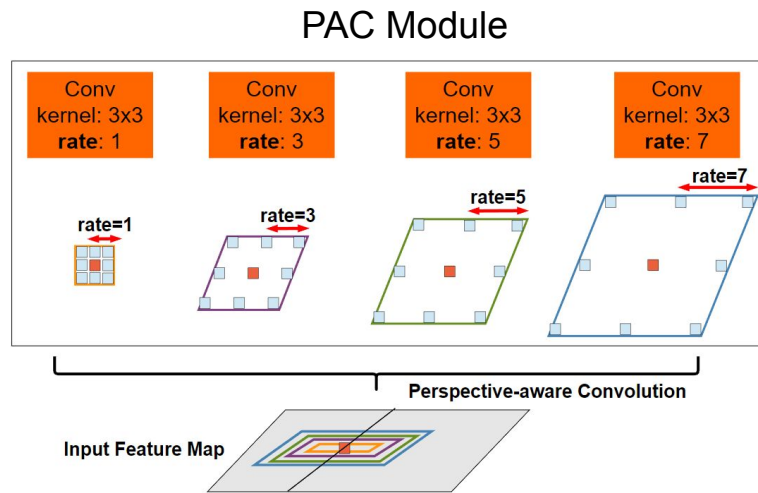 PAC Module
Conv
kernel: 3x3
rate: 1
Conv
kernel: 3x3
rate: 3
Conv
kernel: 3x3
rate: 5
Conv
kernel: 3x3
rate: 7
rate=1
rate=3
rate=5
rate=7
Perspective-aware Convolution
Input Feature Map